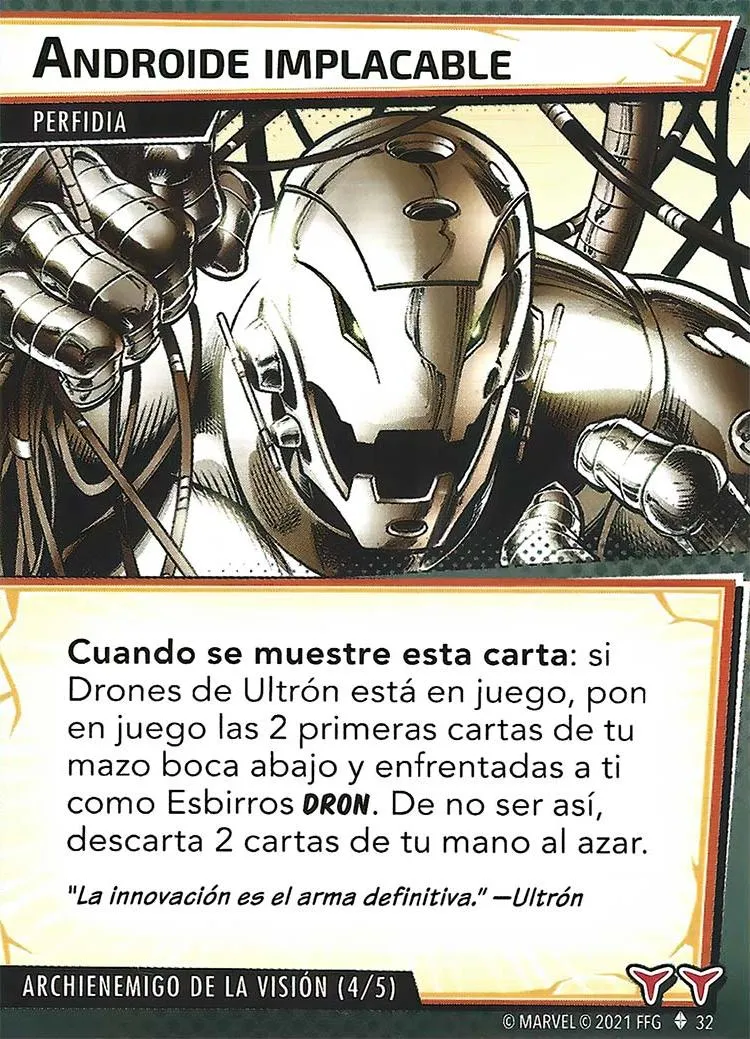 ANDROIDE IMPLACABLE
PERFIDIA
Cuando se muestre esta carta: si
Drones de Ultrón está en juego, pon
en juego las 2 primeras cartas de tu
mazo boca abajo y enfrentadas a ti
como Esbirros DRON. De no ser así,
descarta 2 cartas de tu mano al azar.
"La innovación es el arma definitiva." —Ultrón
ARCHIENEMIGO DE LA VISIÓN (4/5)
© MARVEL © 2021 FFG 32